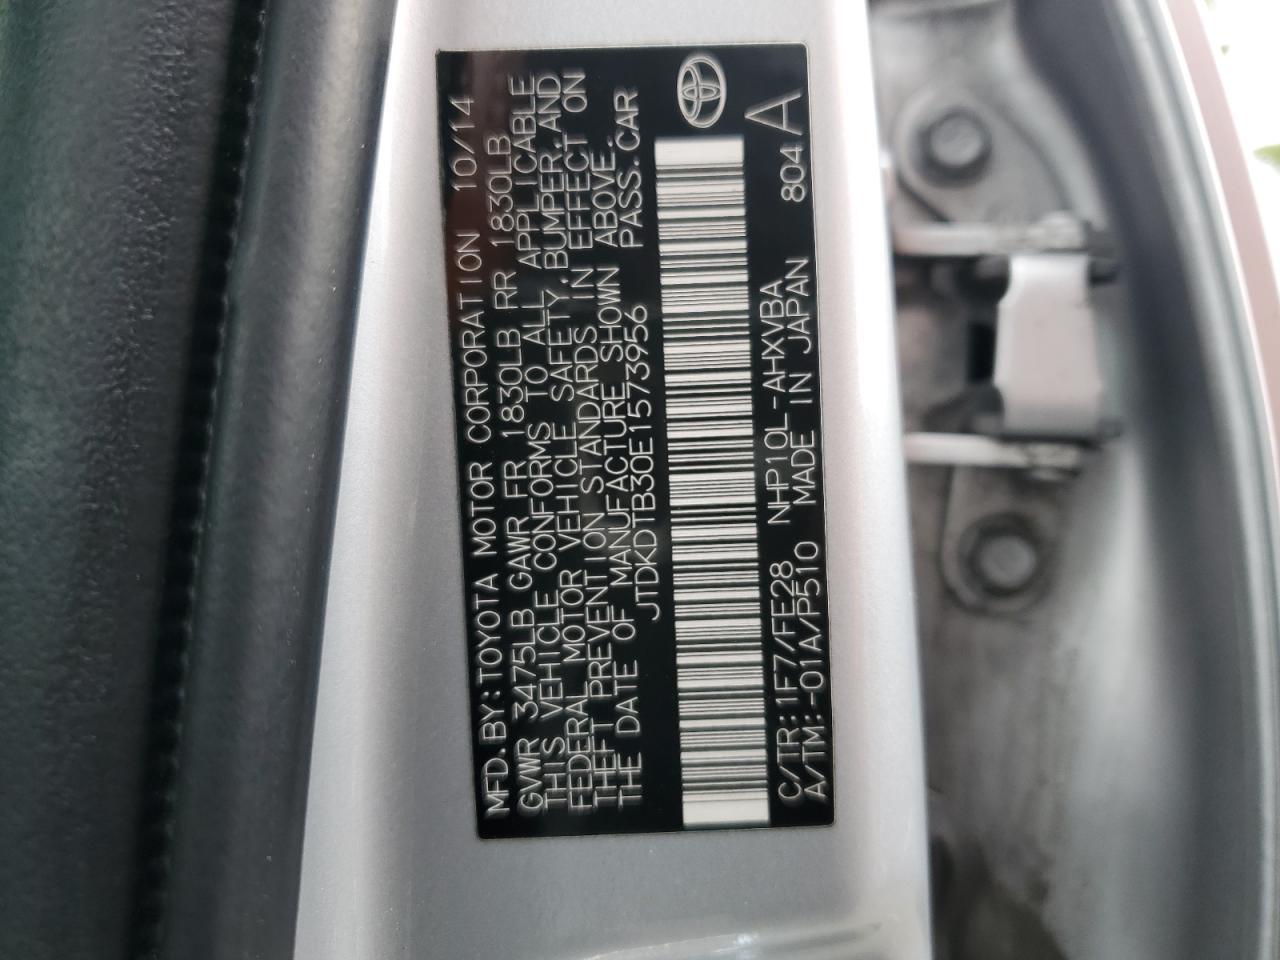 MFD.BY:TOYOTA MOTOR CORPORATION 10/14
GVWR 3475LB GAWR FR 1830LB RR 1830LB
THIS VEHICLE CONFORMS TO ALL APPLICABLE
FEDERAL MOTOR VEHICLE SAFETY,BUMPER,AND
THEFT PREVENTION STANDARDS IN EFFECT ON
THE DATE OF MANUFACTURE SHOWN ABOVE.
JTDKDTB30E1573956 PASS.CAR
C/TR:1F7/FE28 NHP10L-AHXVBA 804
A/TM:-01A/P510 MADE IN JAPAN A